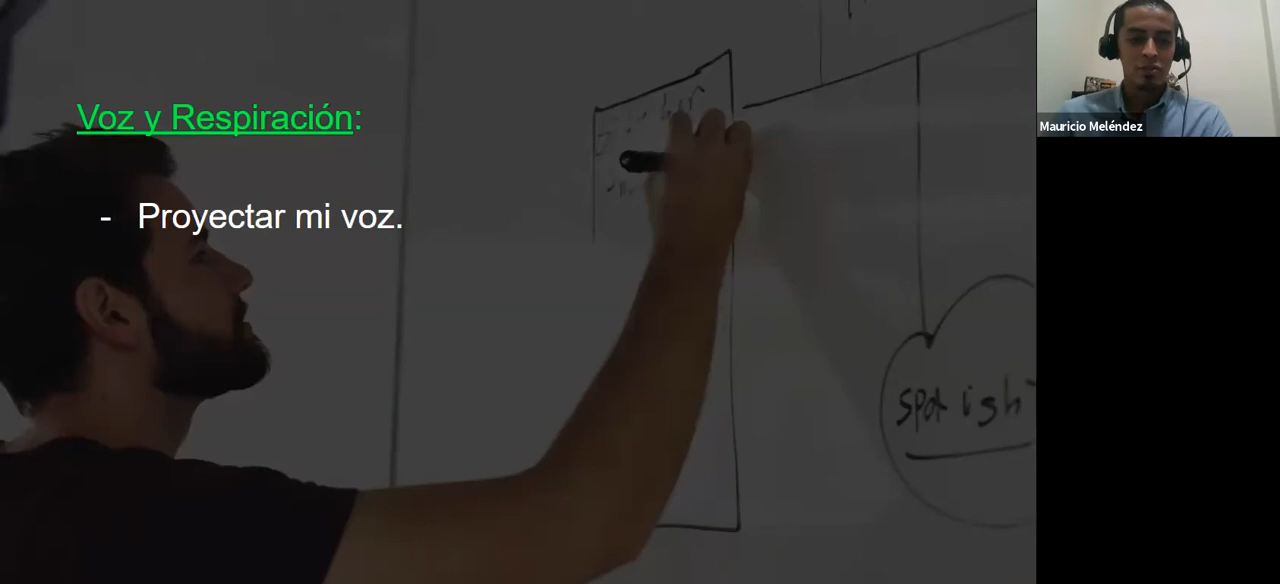 Voz y Respiración:
- Proyectar mi voz.
Mauricio Meléndez